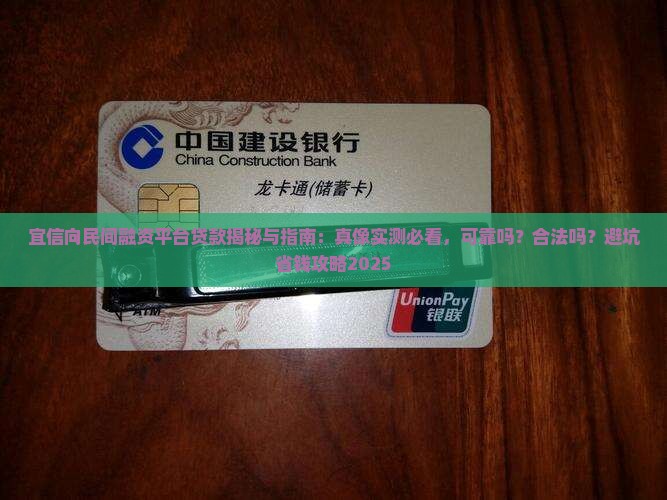 中国建设银行
China Construction Bank
龙卡通(储蓄卡)
宜信向民间融资平台贷款揭秘与指南：真像实测必看，可靠吗？合法吗？避坑
省钱攻略2025
ATM
UnionPay
银联